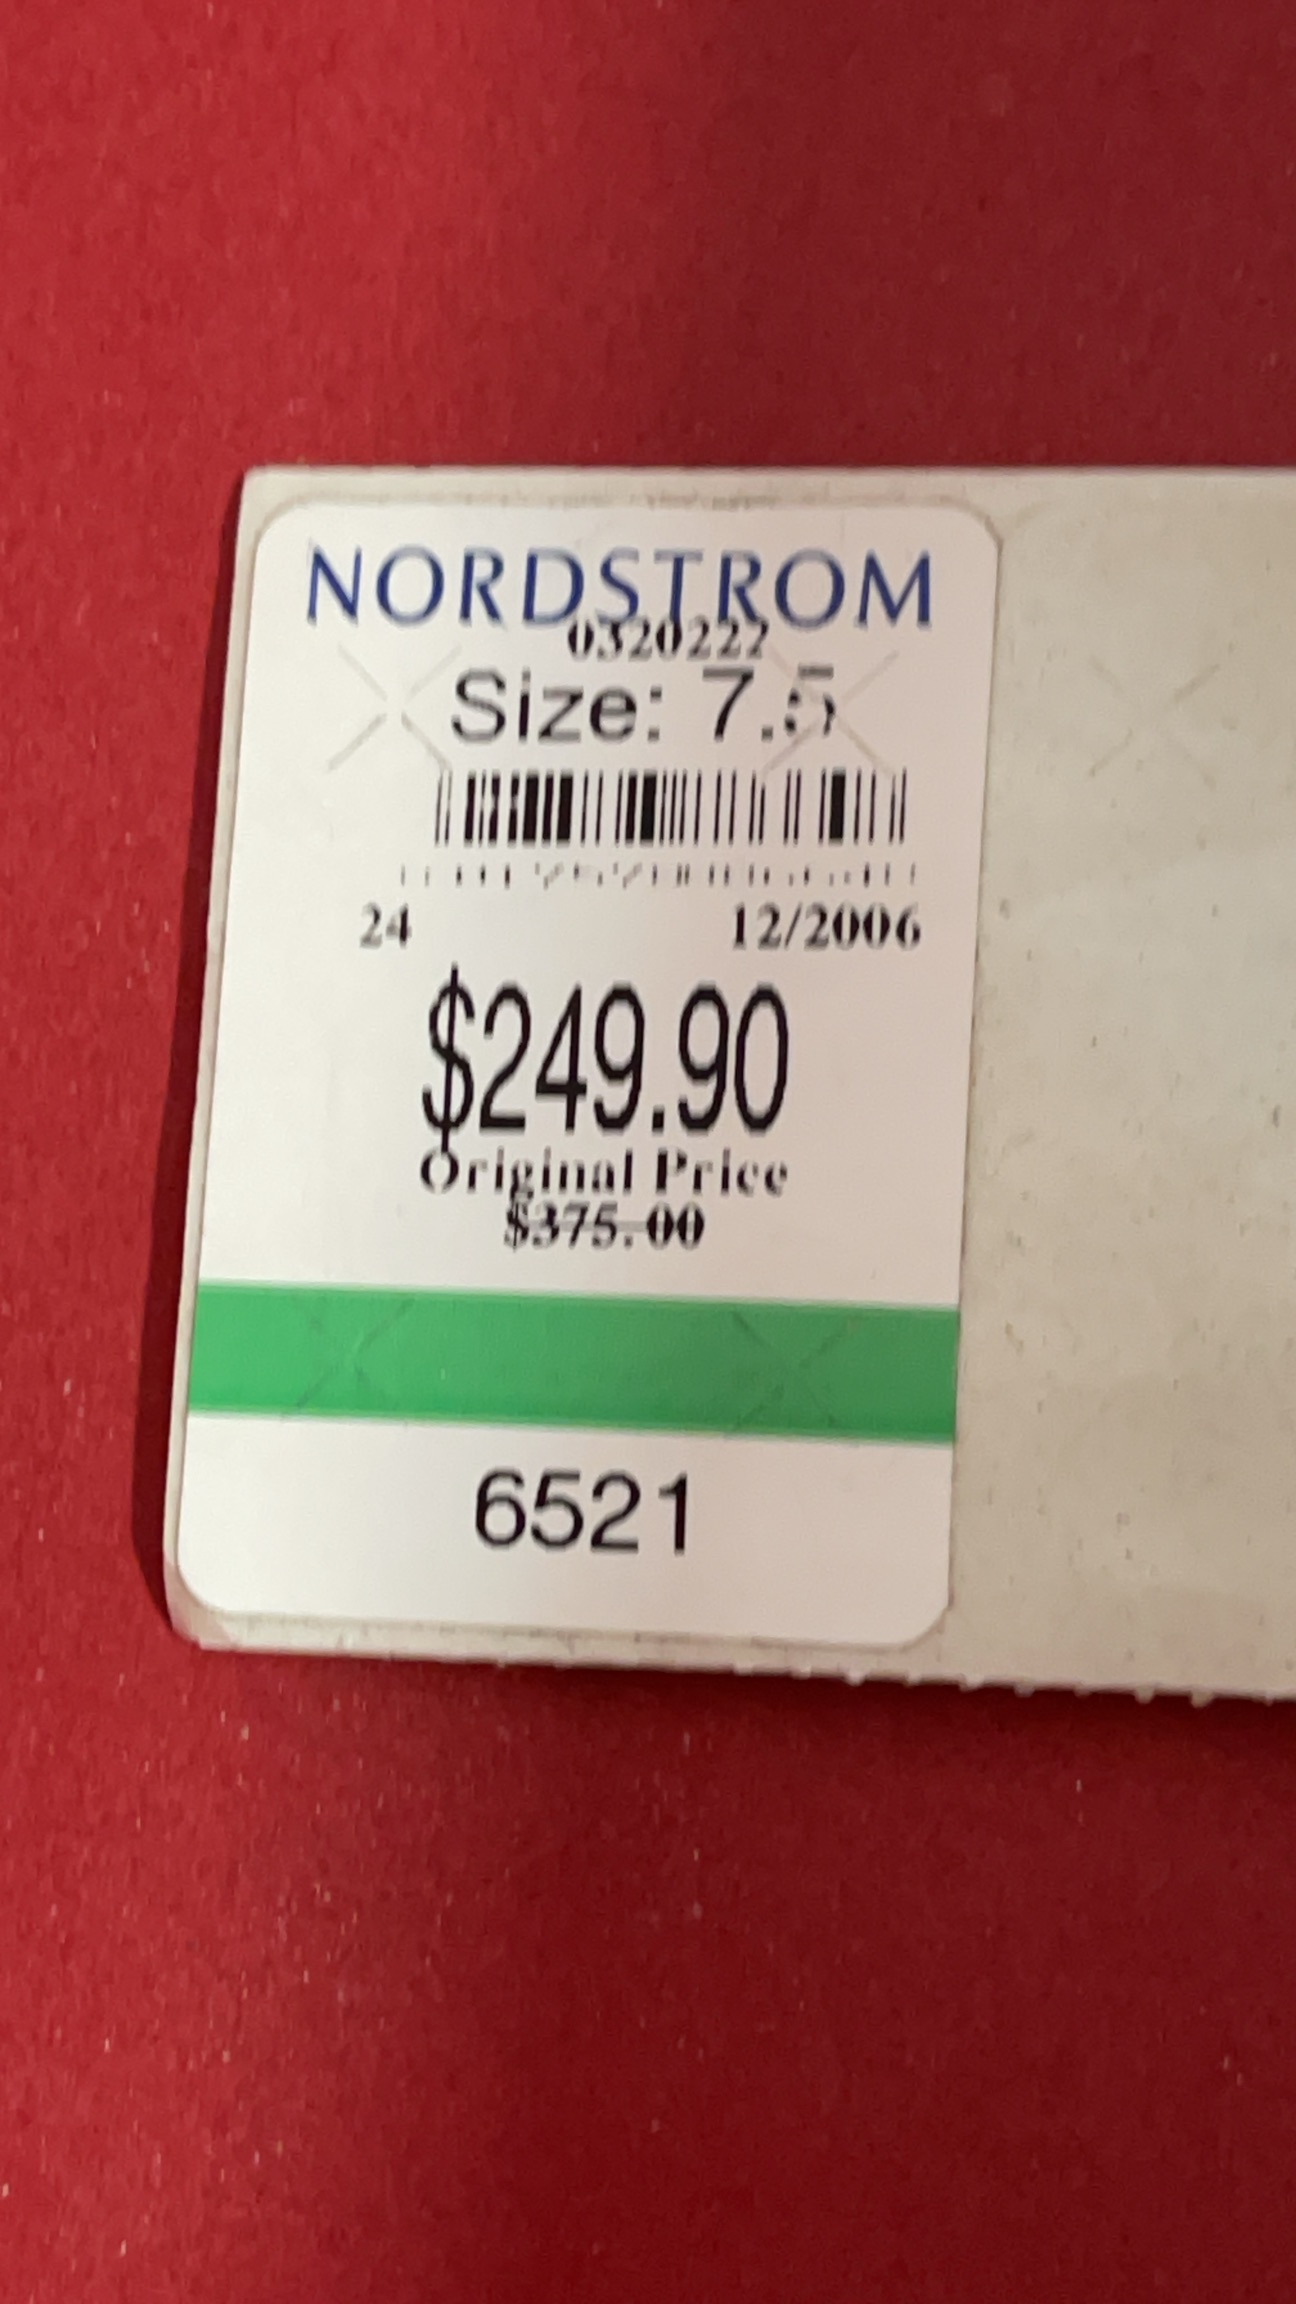 NORDSTROM
0320222
Size: 7.5
24 12/2006
$249.90
Original Price
$375.00
6521